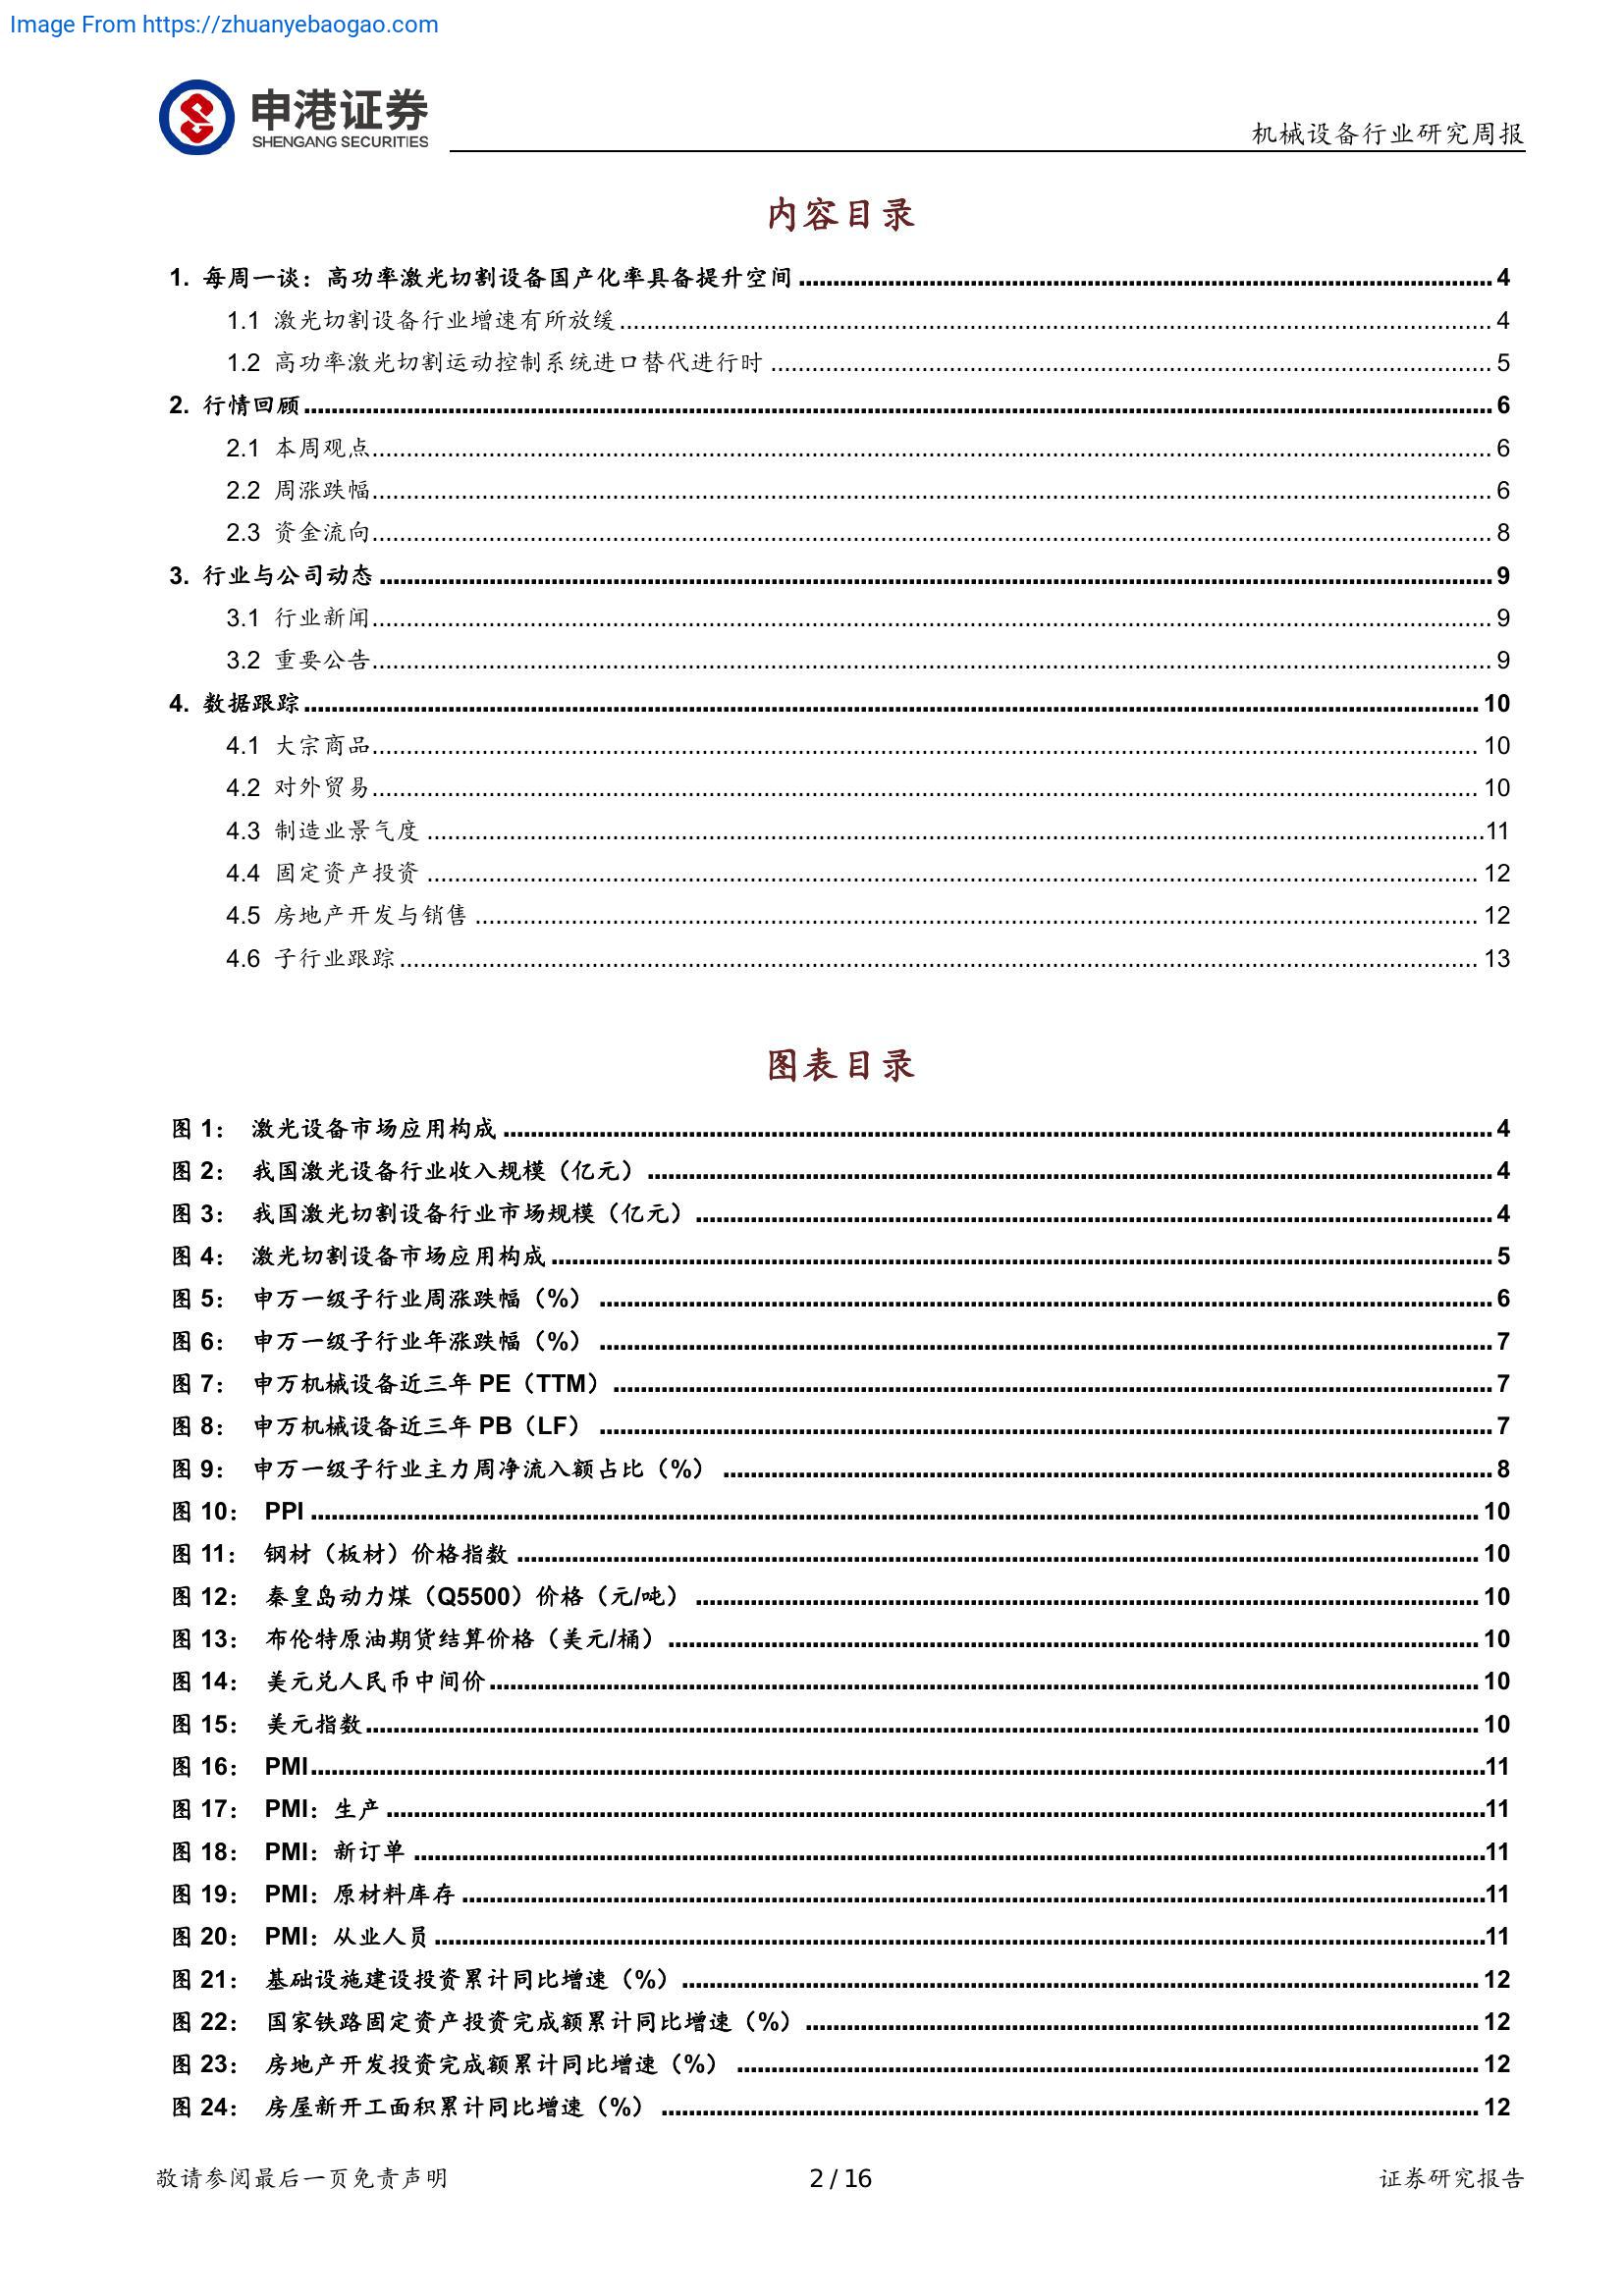 Image From https://zhuanyebaogao.com
申港证券
SHENGANG SECURITIES
机械设备行业研究周报
内容目录
1. 每周一谈：高功率激光切割设备国产化率具备提升空间 4
1.1 激光切割设备行业增速有所放缓 4
1.2 高功率激光切割运动控制系统进口替代进行时 5
2. 行情回顾 6
2.1 本周观点 6
2.2 周涨跌幅 6
2.3 资金流向 8
3. 行业与公司动态 9
3.1 行业新闻 9
3.2 重要公告 9
4. 数据跟踪 10
4.1 大宗商品 10
4.2 对外贸易 10
4.3 制造业景气度 11
4.4 固定资产投资 12
4.5 房地产开发与销售 12
4.6 子行业跟踪 13
图表目录
图 1： 激光设备市场应用构成 4
图 2： 我国激光设备行业收入规模（亿元） 4
图 3： 我国激光切割设备行业市场规模（亿元） 4
图 4： 激光切割设备市场应用构成 5
图 5： 申万一级子行业周涨跌幅（%） 6
图 6： 申万一级子行业年涨跌幅（%） 7
图 7： 申万机械设备近三年 PE（TTM） 7
图 8： 申万机械设备近三年 PB（LF） 7
图 9： 申万一级子行业主力周净流入额占比（%） 8
图 10： PPI 10
图 11： 钢材（板材）价格指数 10
图 12： 秦皇岛动力煤（Q5500）价格（元/吨） 10
图 13： 布伦特原油期货结算价格（美元/桶） 10
图 14： 美元兑人民币中间价 10
图 15： 美元指数 10
图 16： PMI 11
图 17： PMI：生产 11
图 18： PMI：新订单 11
图 19： PMI：原材料库存 11
图 20： PMI：从业人员 11
图 21： 基础设施建设投资累计同比增速（%） 12
图 22： 国家铁路固定资产投资完成额累计同比增速（%） 12
图 23： 房地产开发投资完成额累计同比增速（%） 12
图 24： 房屋新开工面积累计同比增速（%） 12
敬请参阅最后一页免责声明
2 / 16
证券研究报告